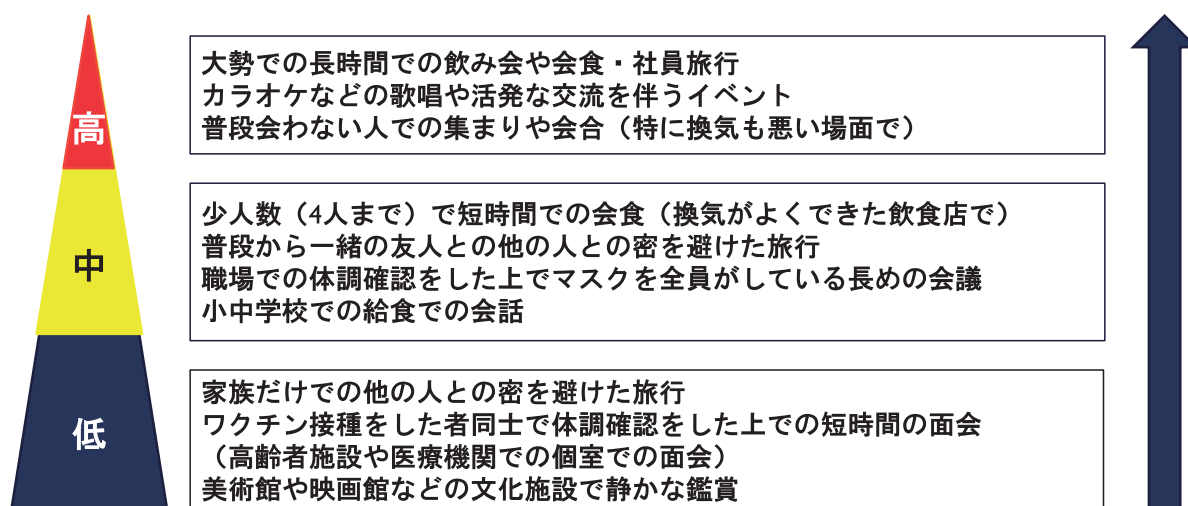 高
大勢での長時間での飲み会や会食・社員旅行
カラオケなどの歌唱や活発な交流を伴うイベント
普段会わない人での集まりや会合（特に換気も悪い場面で）
中
少人数（4人まで）で短時間での会食（換気がよくできた飲食店で）
普段から一緒の友人との他の人との密を避けた旅行
職場での体調確認をした上でマスクを全員がしている長めの会議
小中学校での給食での会話
低
家族だけでの他の人との密を避けた旅行
ワクチン接種をした者同士で体調確認をした上での短時間の面会
（高齢者施設や医療機関での個室での面会）
美術館や映画館などの文化施設で静かな鑑賞